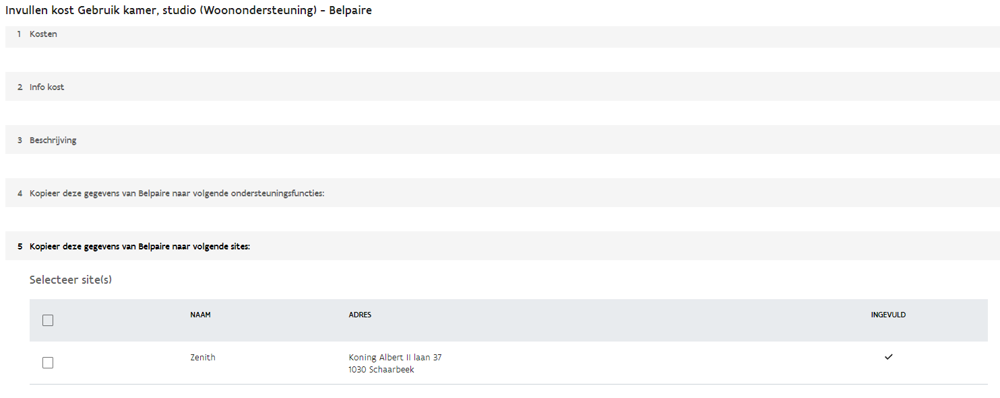 Invullen kost Gebruik kamer, studio (Woonondersteuning) - Belpaire
1 Kosten
2 Info kost
3 Beschrijving
4 Kopieer deze gegevens van Belpaire naar volgende ondersteuningsfuncties:
5 Kopieer deze gegevens van Belpaire naar volgende sites:
Selecteer site(s)
NAAM ADRES INGEVULD
Zenith Koning Albert II laan 37
1030 Schaarbeek